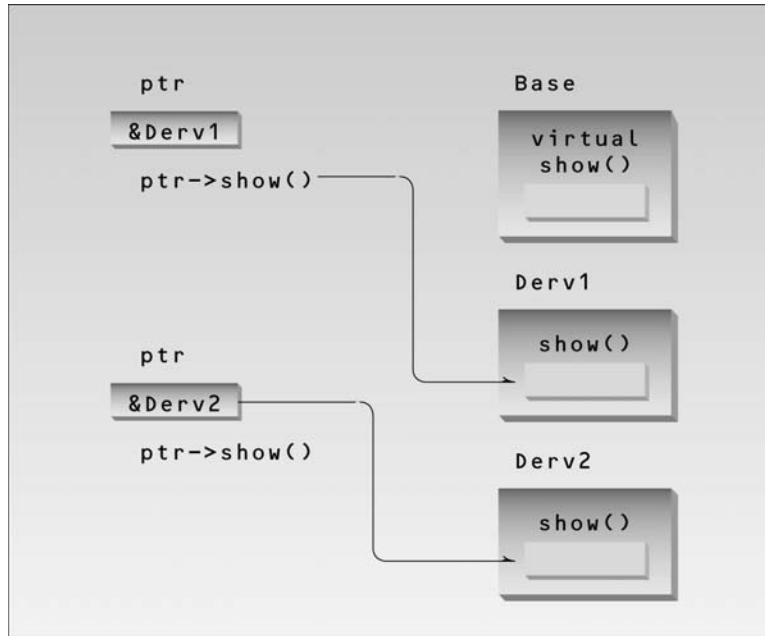 ptr
&Derv1
ptr->show()
ptr
&Derv2
ptr->show()
Base
virtual
show()
Derv1
show()
Derv2
show()